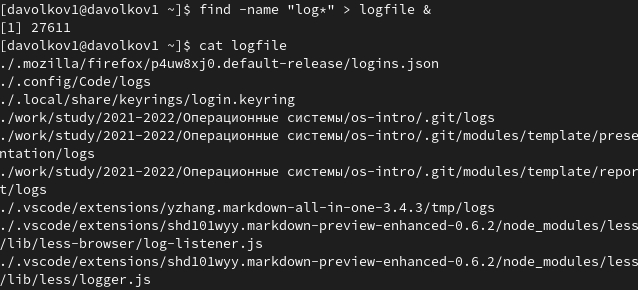 [davolkov1@davolkov1 ~]$ find -name "log*" > logfile &
[1] 27611
[davolkov1@davolkov1 ~]$ cat logfile
./.mozilla/firefox/p4uw8xj0.default-release/logins.json
./.config/Code/logs
./.local/share/keyrings/login.keyring
./work/study/2021-2022/Операционные системы/os-intro/.git/logs
./work/study/2021-2022/Операционные системы/os-intro/.git/modules/template/prese
ntation/logs
./work/study/2021-2022/Операционные системы/os-intro/.git/modules/template/repor
t/logs
./.vscode/extensions/yzhang.markdown-all-in-one-3.4.3/tmp/logs
./.vscode/extensions/shd101wyy.markdown-preview-enhanced-0.6.2/node_modules/less
/lib/less-browser/log-listener.js
./.vscode/extensions/shd101wyy.markdown-preview-enhanced-0.6.2/node_modules/less
/lib/less/logger.js